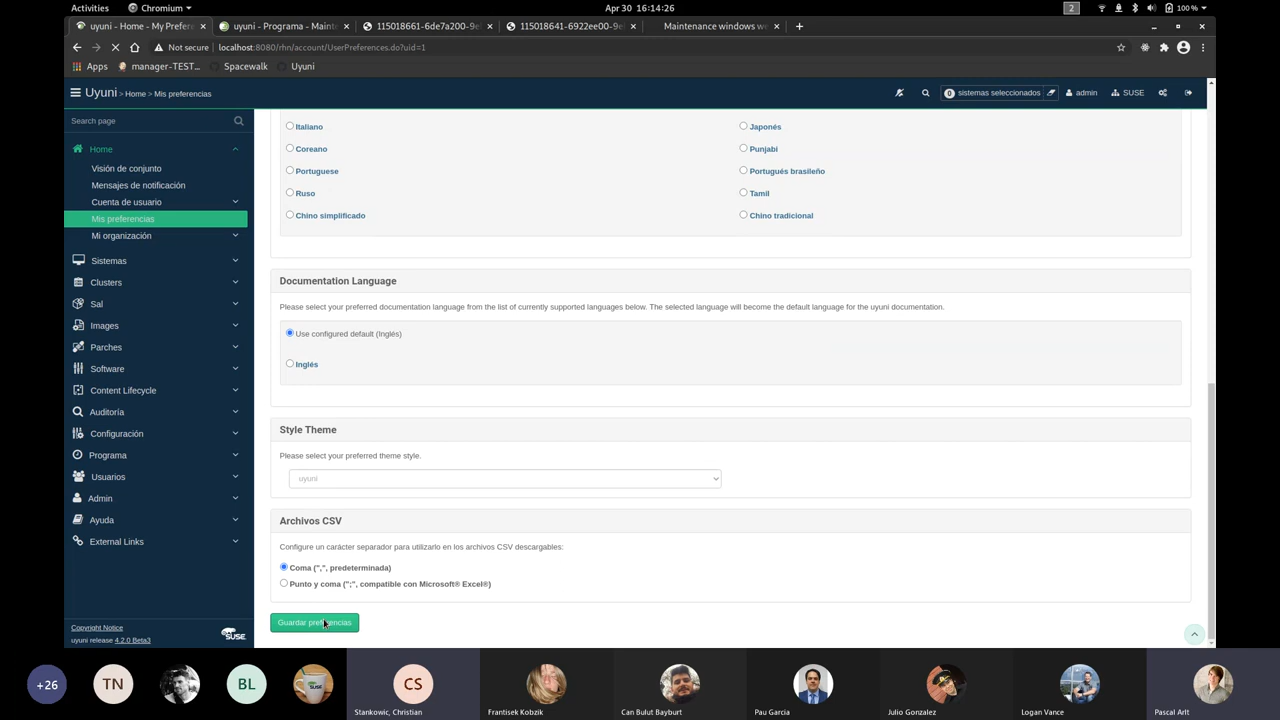 Activities
Chromium
Apr 30 16:14:26
2
100 %
uyuni - Home - My Prefere
uyuni - Programa - Mainte
115018661-6de7a200-9e
115018641-6922ee00-9e
Maintenance windows we
Not secure
localhost:8080/rhn/account/UserPreferences.do?uid=1
Apps
manager-TEST...
Spacewalk
Uyuni
Uyuni > Home > Mis preferencias
0 sistemas seleccionados
admin
SUSE
Search page
Home
Visión de conjunto
Mensajes de notificación
Cuenta de usuario
Mis preferencias
Mi organización
Sistemas
Clusters
Sal
Images
Parches
Software
Content Lifecycle
Auditoría
Configuración
Programa
Usuarios
Admin
Ayuda
External Links
Copyright Notice
uyuni release 4.2.0 Beta3
SUSE
Italiano
Japonés
Coreano
Punjabi
Portuguese
Portugués brasileño
Ruso
Tamil
Chino simplificado
Chino tradicional
Documentation Language
Please select your preferred documentation language from the list of currently supported languages below. The selected language will become the default language for the uyuni documentation.
Use configured default (Inglés)
Inglés
Style Theme
Please select your preferred theme style.
uyuni
Archivos CSV
Configure un carácter separador para utilizarlo en los archivos CSV descargables:
Coma (",", predeterminada)
Punto y coma (";", compatible con Microsoft® Excel®)
Guardar preferencias
+26
TN
BL
SUSE
CS
Stankowic, Christian
Frantisek Kobzik
Can Bulut Bayburt
Pau Garcia
Julio Gonzalez
Logan Vance
Pascal Arlt